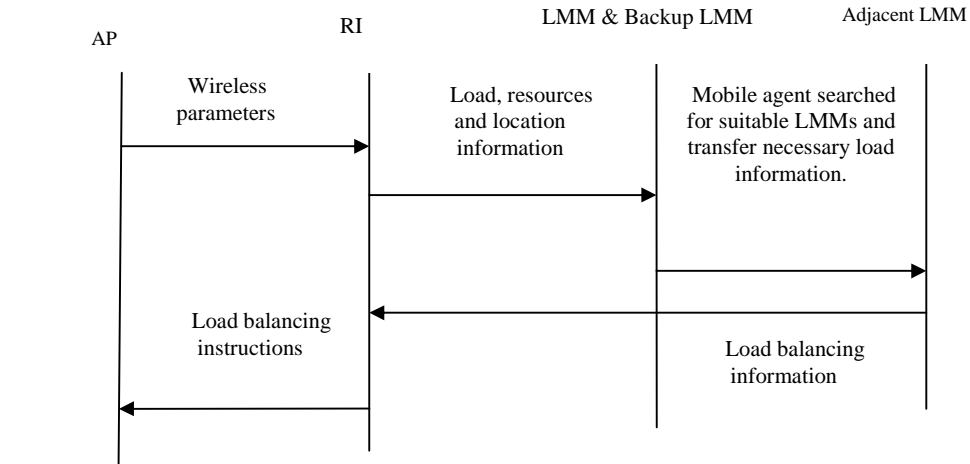 AP
RI
LMM & Backup LMM
Adjacent LMM
Wireless
parameters
Load, resources
and location
information
Mobile agent searched
for suitable LMMs and
transfer necessary load
information.
Load balancing
instructions
Load balancing
information